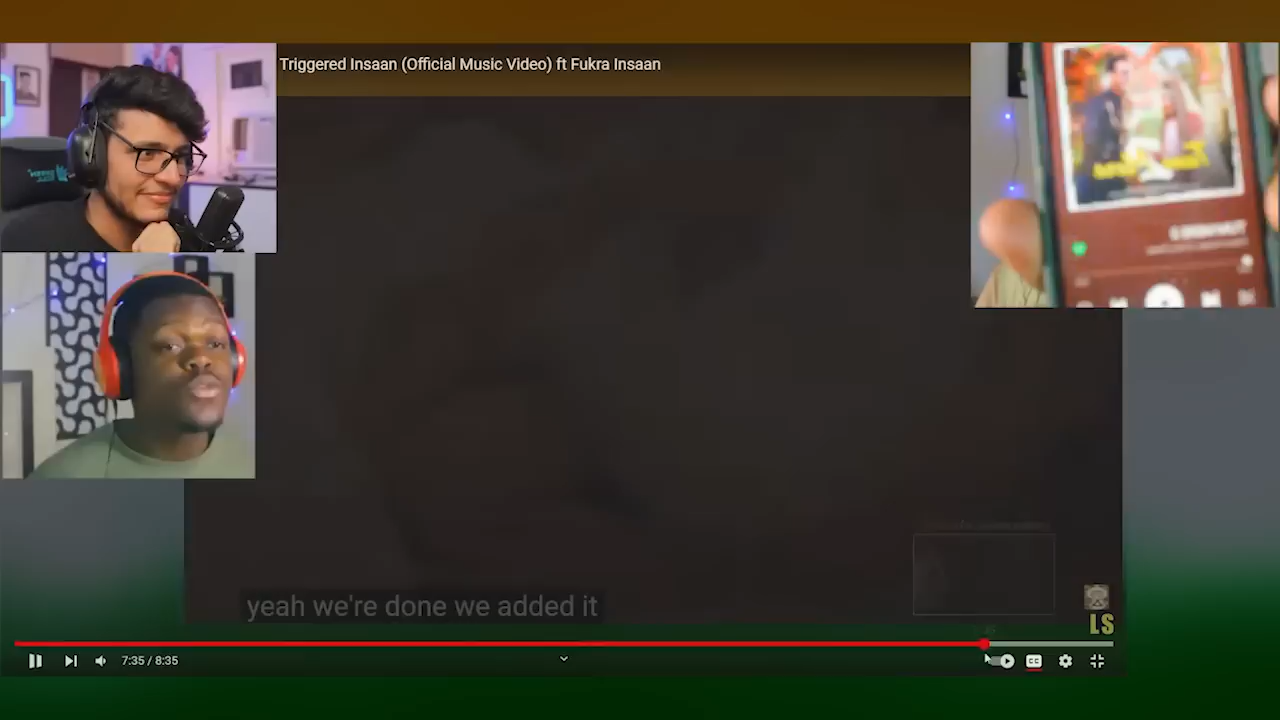 Triggered Insaan (Official Music Video) ft Fukra Insaan
yeah we're done we added it
LS
7:35 / 8:35
CC